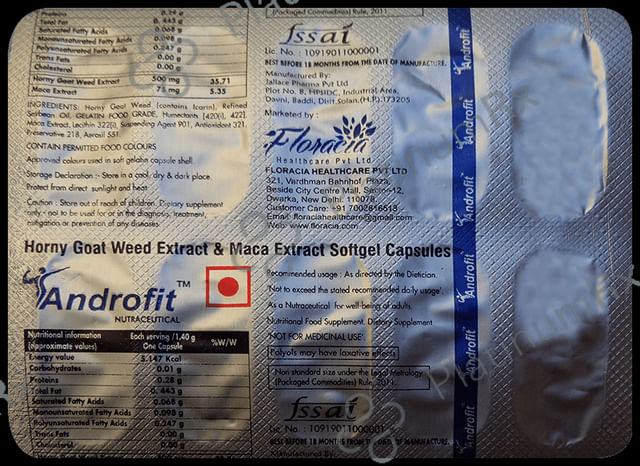 Proteins 0.28 g
Total Fat 0.443 g
Saturated Fatty Acids 0.068 g
Monounsaturated Fatty Acids 0.098 g
Polyunsaturated Fatty Acids 0.247 g
Trans Fats 0.00 g
Cholesterol 0.00 g
Horny Goat Weed Extract 500 mg 35.71
Maca Extract 75 mg 5.35
INGREDIENTS: Horny Goat Weed (contains Icarin), Refined
Soribean Oil, GELATIN FOOD GRADE, Humectants [420(i), 422],
Maca Extract, Lecithin 322(i), Suspending Agent 901, Antioxidant 321,
Preservative 218, Aerosil 551.
CONTAIN PERMITTED FOOD COLOURS
Approved colours used in soft gelatin capsule shell.
Storage Declaration :- Store in a cool, dry & dark place.
Protect from direct sunlight and heat
Caution : Store out of reach of children. Dietary supplement
only - not to be used for or in the diagnosis, treatment,
mitigation or prevention of any diseases.
(Packaged Commodities) Rule, 2011
fssai
Lic. No. : 10919011000001
BEST BEFORE 18 MONTHS FROM THE DATE OF MANUFACTURE.
Manufactured By:
Jallace Pharma Pvt Ltd
Plot No. 8, HPSIDC, Industrial Area,
Davni, Baddi, Distt.Solan.(H.P.)173205
Marketed by :
Floracia
Healthcare Pvt Ltd
FLORACIA HEALTHCARE PVT LTD
321, Vardhman Bahnhof Plaza,
Beside City Centre Mall, Sector-12,
Dwarka, New Delhi. 110078.
Customer Care: +91 7002816513
Email: floraciahealthcare@gmail.com
Web: www.floracia.com
Horny Goat Weed Extract & Maca Extract Softgel Capsules
Androfit™
NUTRACEUTICAL
Nutritional information Each serving /1.40 g %W/W
(approximate values) One Capsule
Energy value 5.147 Kcal
Carbohydrates 0.01 g
Proteins 0.28 g
Total Fat 0.443 g
Saturated Fatty Acids 0.068 g
Monounsaturated Fatty Acids 0.098 g
Polyunsaturated Fatty Acids 0.247 g
Trans Fats 0.00 g
Cholesterol 0.00 g
Recommended usage : As directed by the Dietician.
'Not to exceed the stated recommended daily usage'.
As a Nutraceutical for well-being of adults.
Nutritional Food Supplement. Dietary Supplement
NOT FOR MEDICINAL USE
Polyols may have laxative effects
Non standard size under the Legal Metrology
(Packaged Commodities) Rule, 2011
fssai
Lic. No. : 10919011000001
BEST BEFORE 18 MONTHS FROM THE DATE OF MANUFACTURE.
Manufactured By:
Androfit
Androfit
Androfit
Androfit
Androfit
Androfit